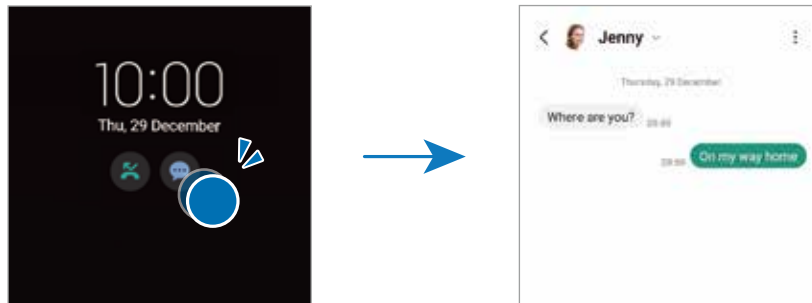 10:00
Thu, 29 December
Jenny
Thursday, 29 December
Where are you?
On my way home